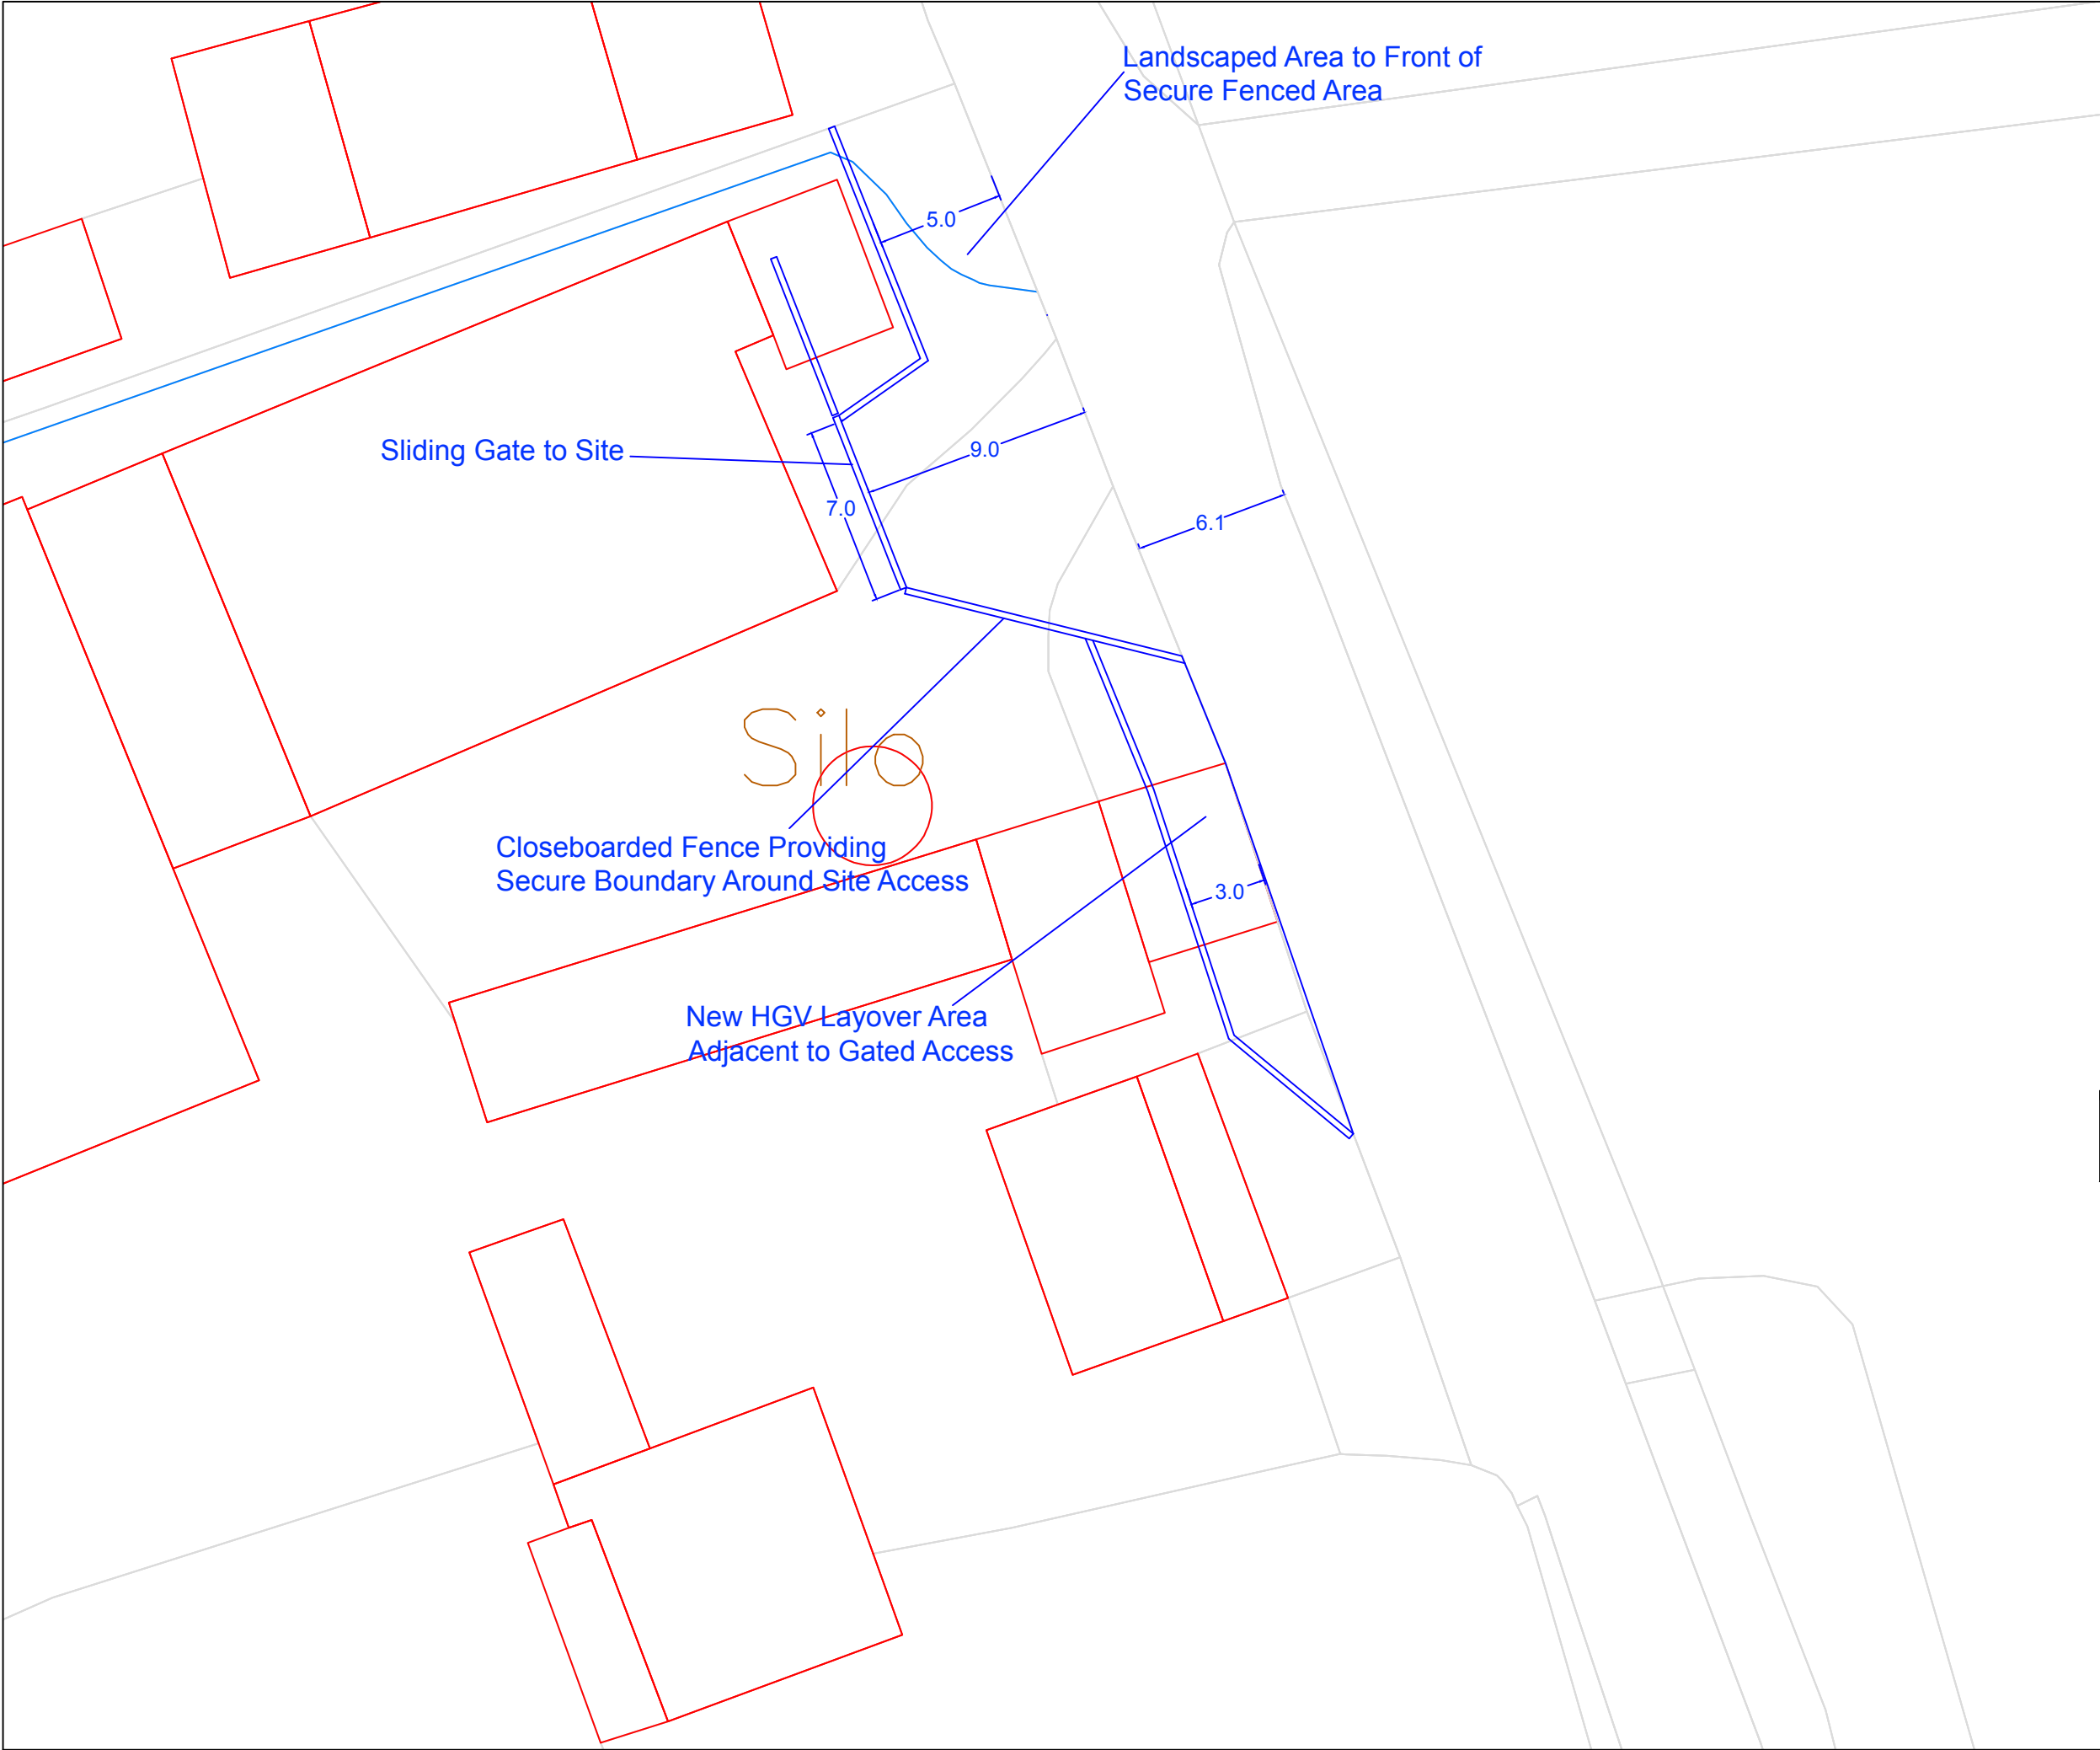 Landscaped Area to Front of
Secure Fenced Area
5.0
Sliding Gate to Site
9.0
7.0
6.1
Silo
Closeboarded Fence Providing
Secure Boundary Around Site Access
3.0
New HGV Layover Area
Adjacent to Gated Access